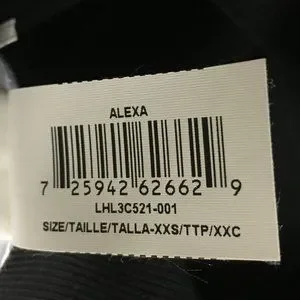 ALEXA
7 25942 62662 9
LHL3C521-001
SIZE/TAILLE/TALLA-XXS/TTP/XXC